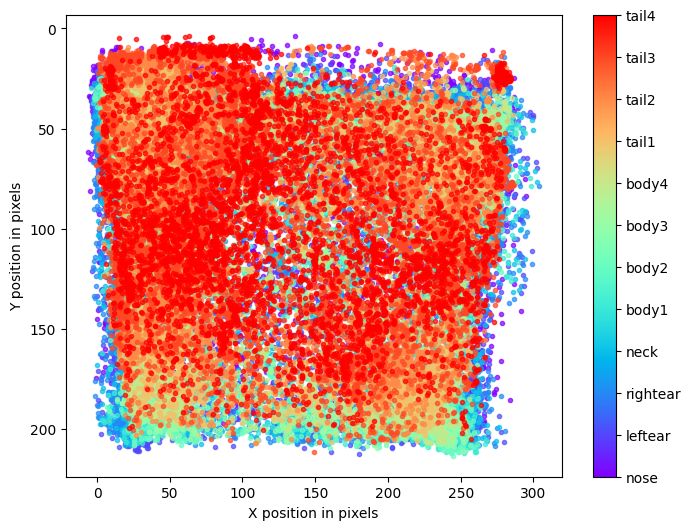 0
50
100
150
200
0
50
100
150
200
250
300
X position in pixels
Y position in pixels
tail4
tail3
tail2
tail1
body4
body3
body2
body1
neck
rightear
leftear
nose